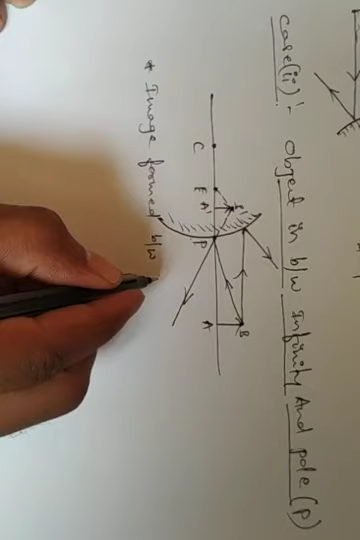 Case(ii):- Object in b/w Infinity And pole(p)
C F A' B' P A B
* Image formed b/w